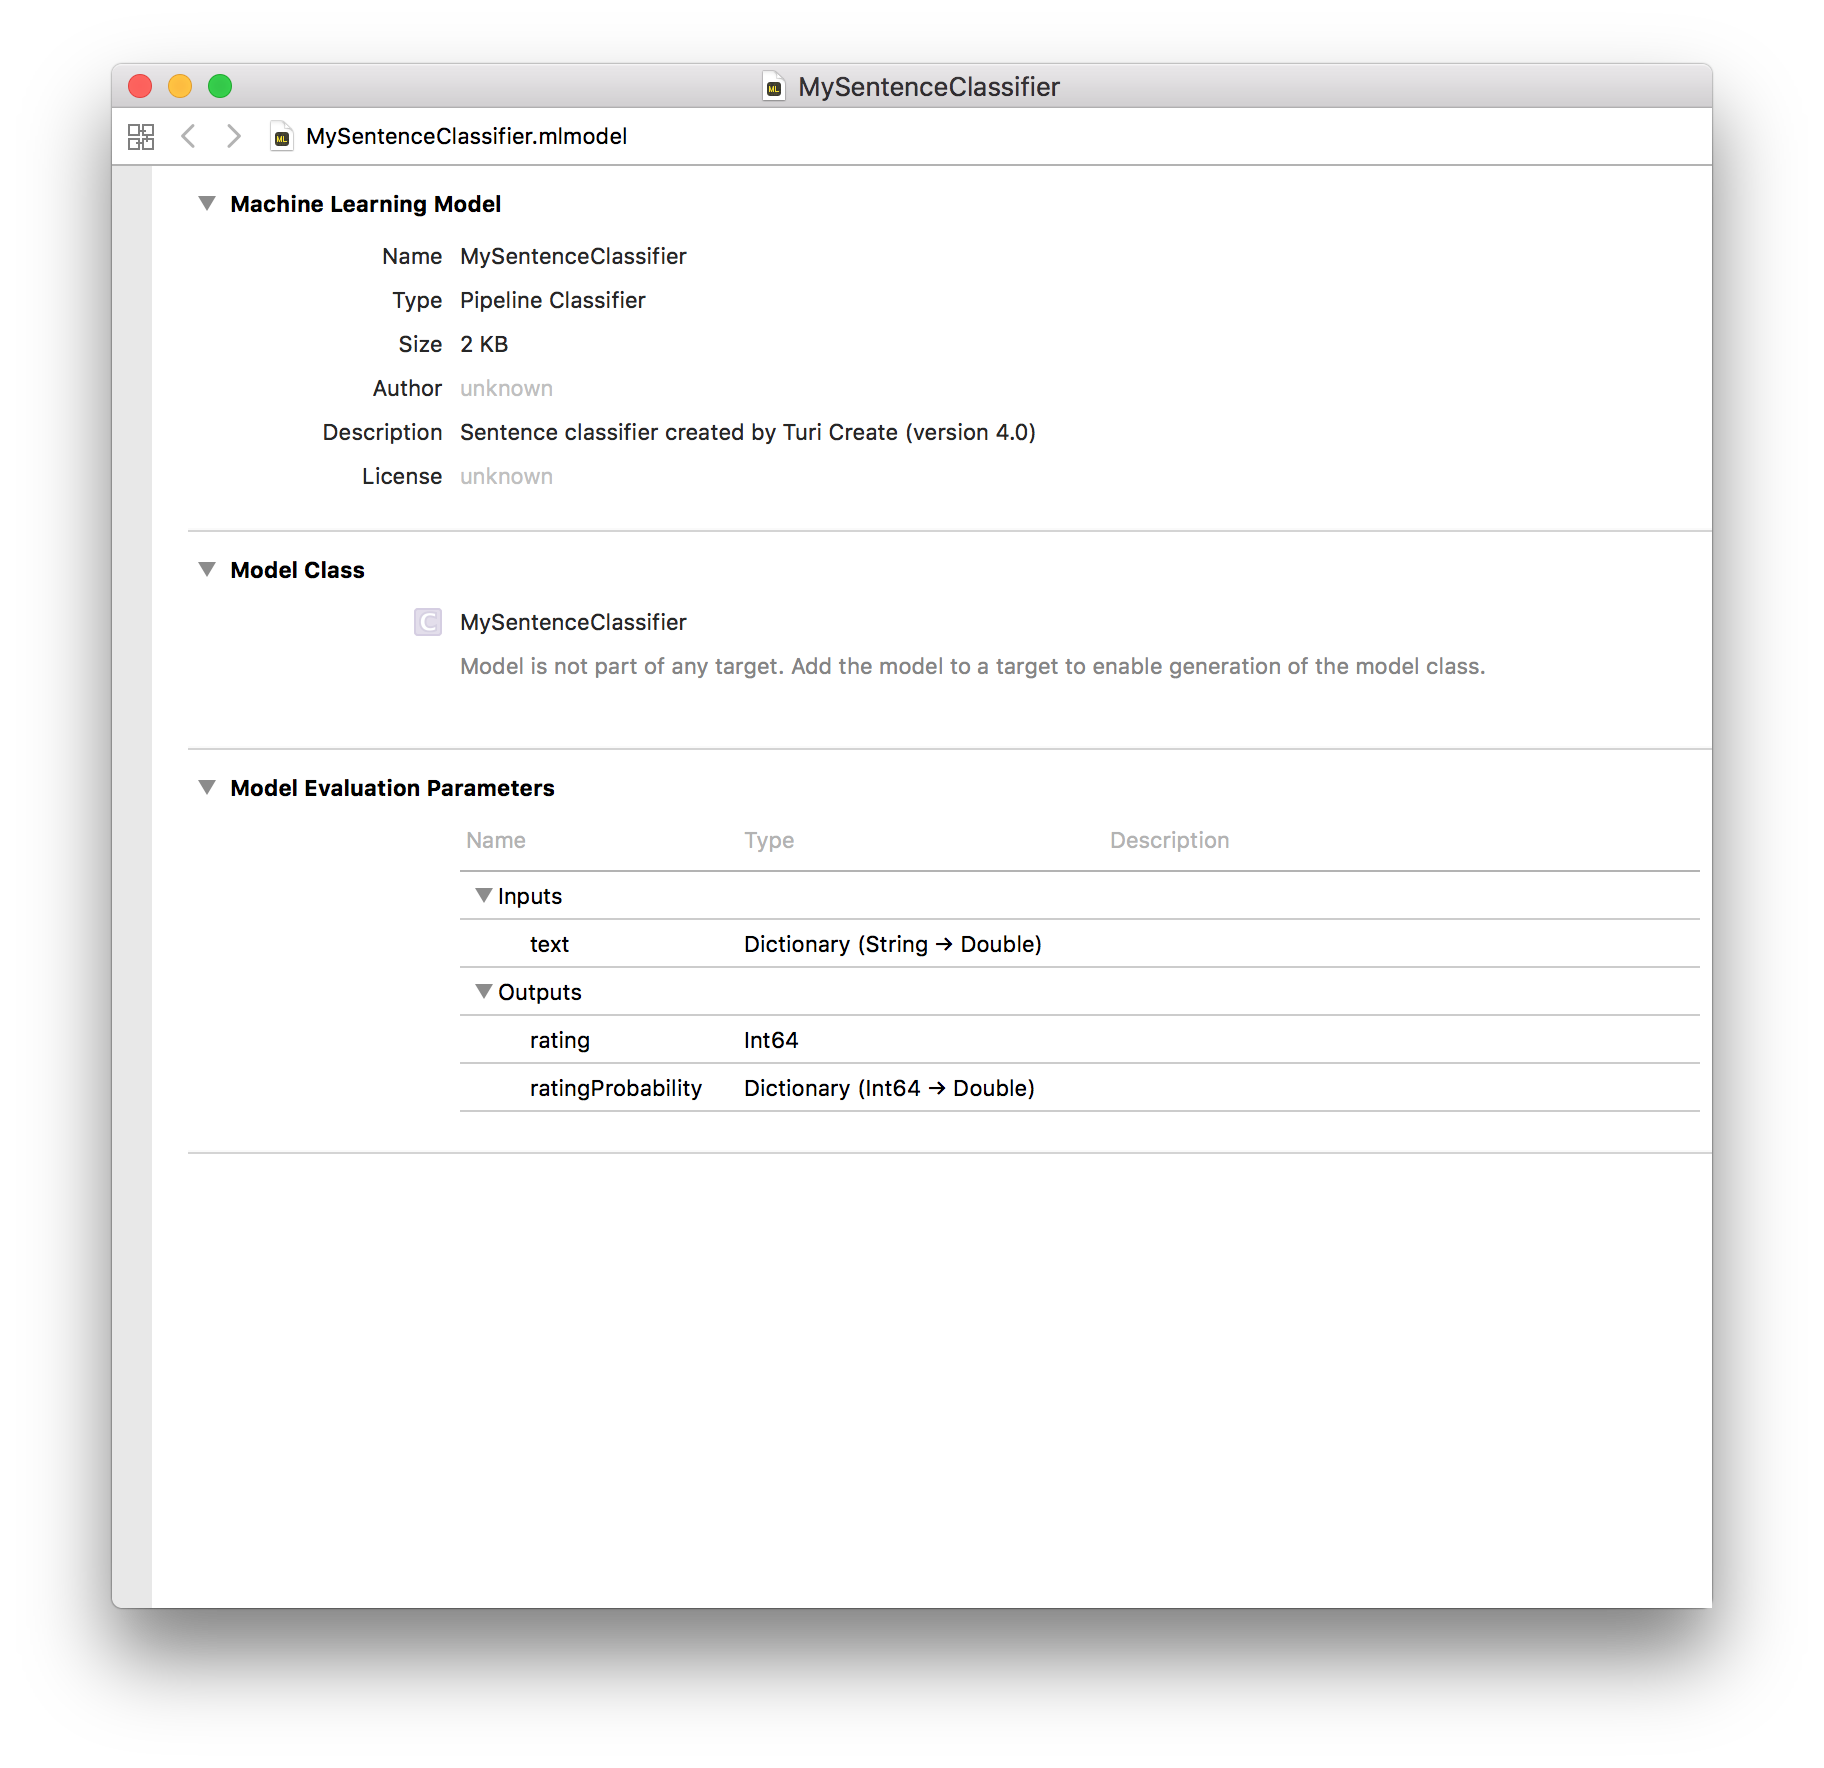 MySentenceClassifier
MySentenceClassifier.mlmodel
Machine Learning Model
Name MySentenceClassifier
Type Pipeline Classifier
Size 2 KB
Author unknown
Description Sentence classifier created by Turi Create (version 4.0)
License unknown
Model Class
C MySentenceClassifier
Model is not part of any target. Add the model to a target to enable generation of the model class.
Model Evaluation Parameters
Name Type Description
Inputs
text Dictionary (String → Double)
Outputs
rating Int64
ratingProbability Dictionary (Int64 → Double)